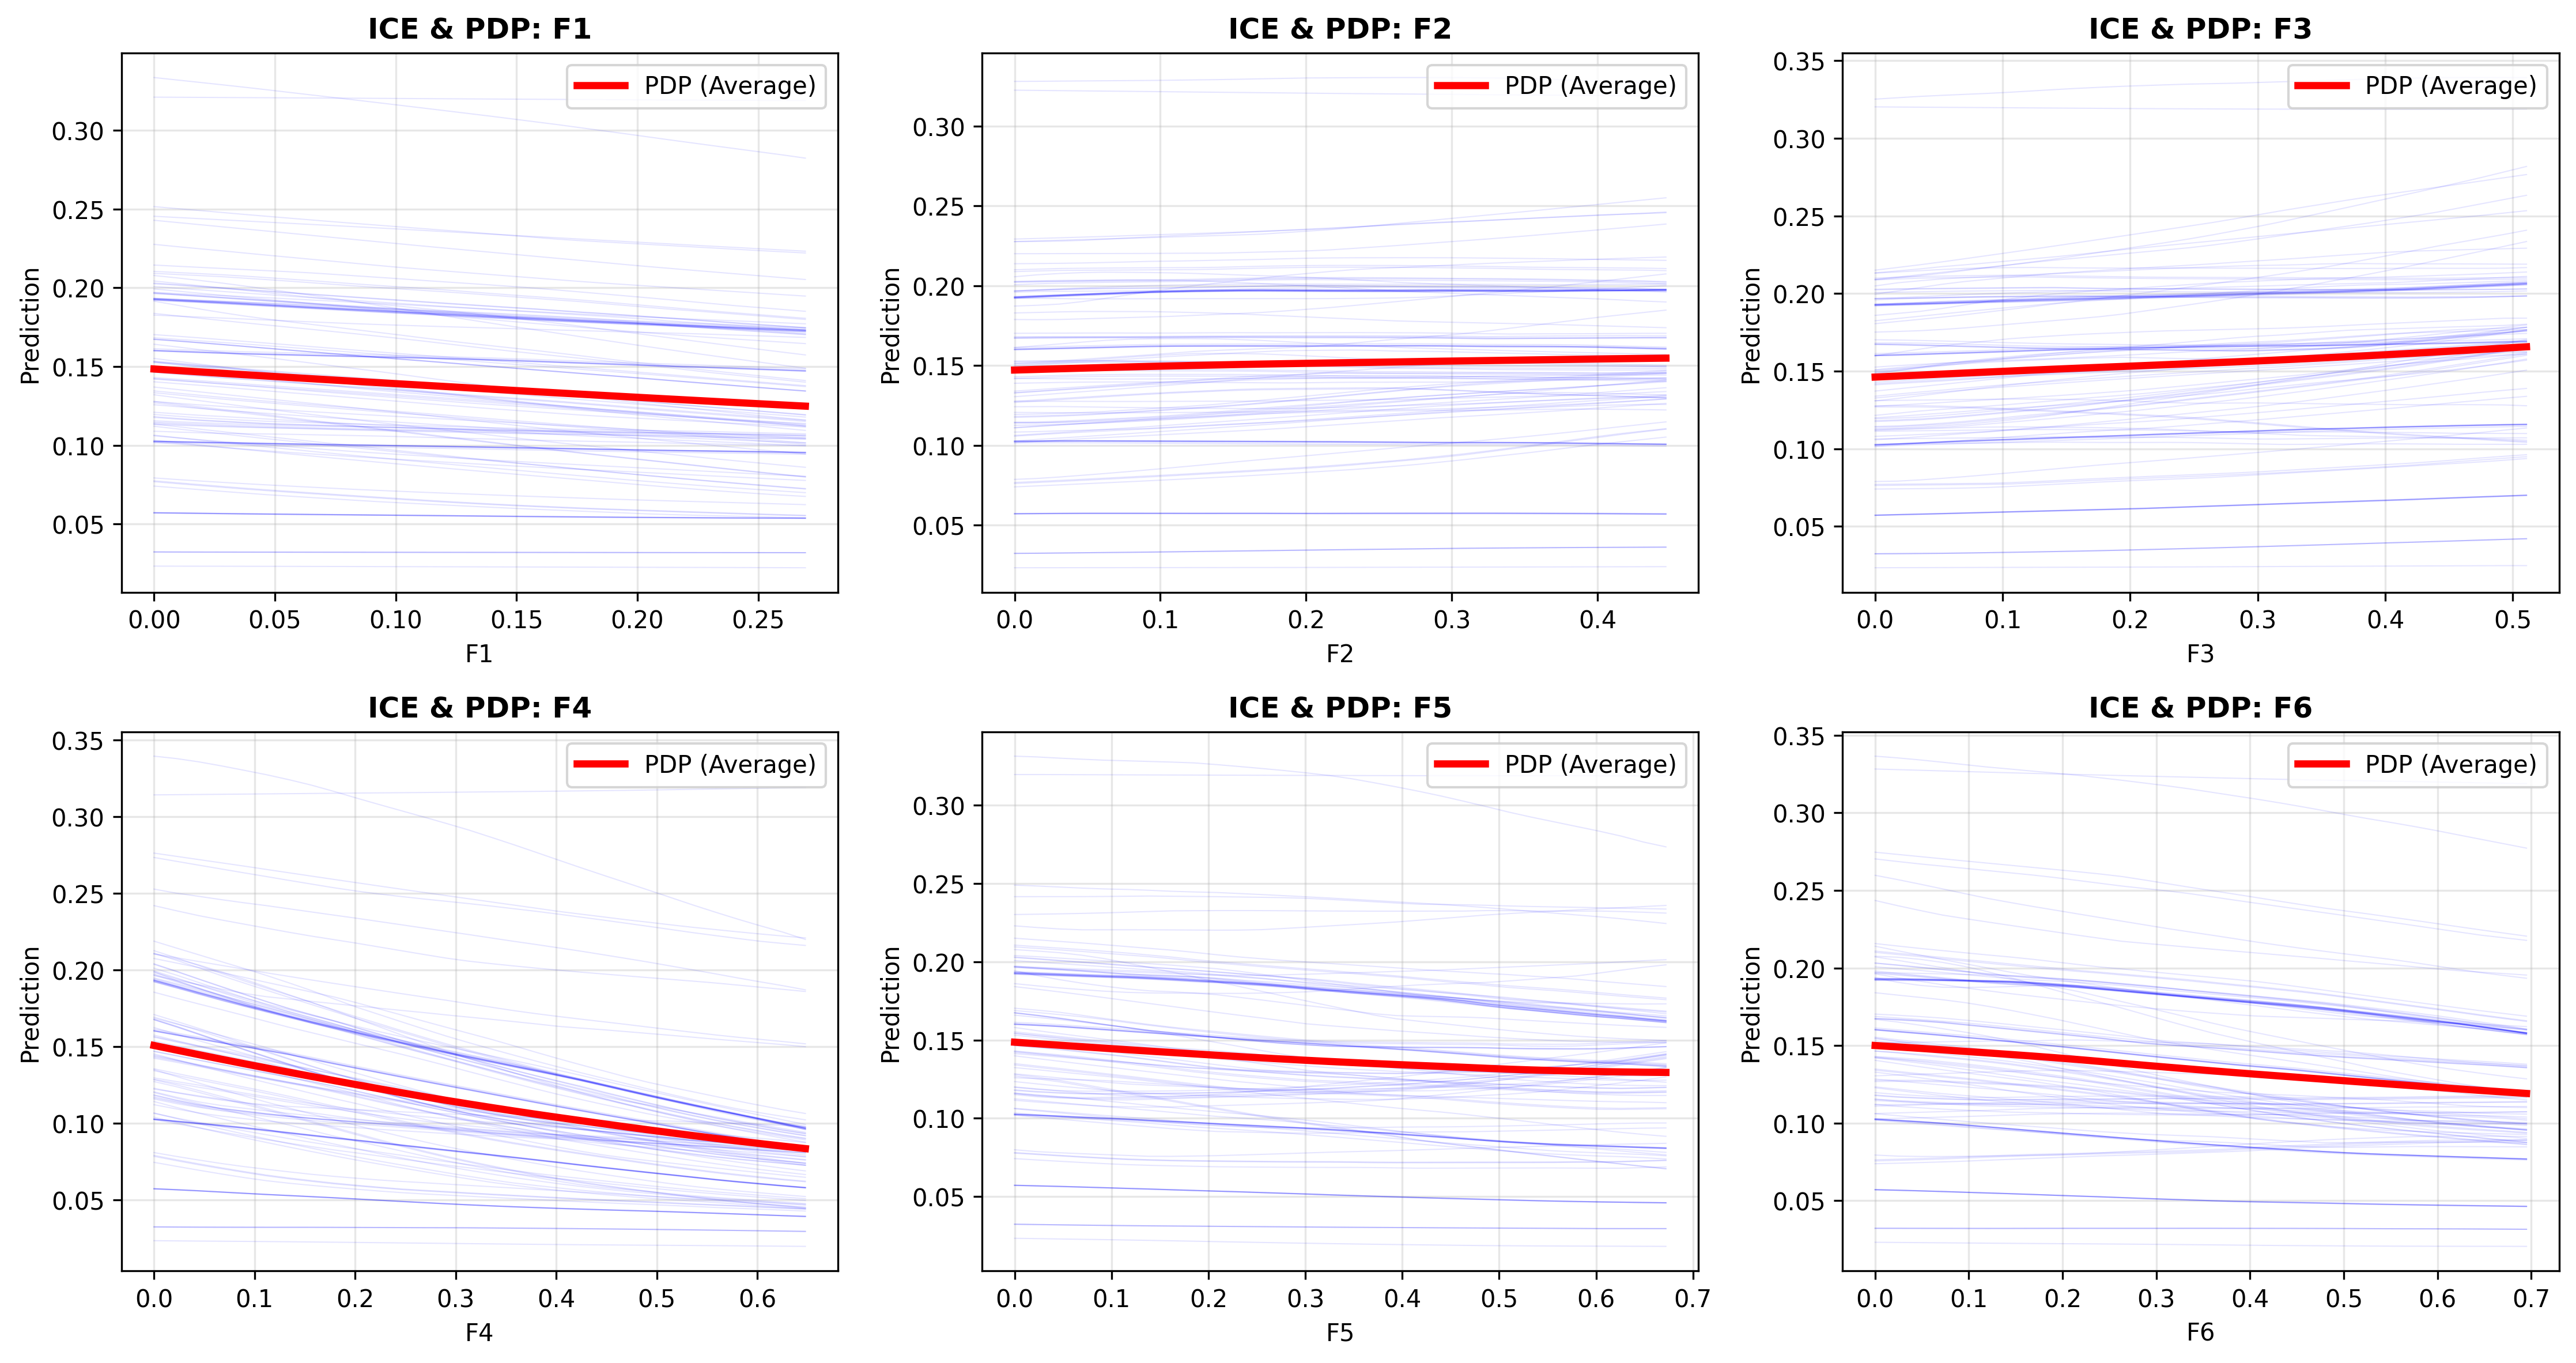 ICE & PDP: F1
PDP (Average)
Prediction
0.30
0.25
0.20
0.15
0.10
0.05
0.00 0.05 0.10 0.15 0.20 0.25
F1
ICE & PDP: F2
PDP (Average)
Prediction
0.30
0.25
0.20
0.15
0.10
0.05
0.0 0.1 0.2 0.3 0.4
F2
ICE & PDP: F3
PDP (Average)
Prediction
0.35
0.30
0.25
0.20
0.15
0.10
0.05
0.0 0.1 0.2 0.3 0.4 0.5
F3
ICE & PDP: F4
PDP (Average)
Prediction
0.35
0.30
0.25
0.20
0.15
0.10
0.05
0.0 0.1 0.2 0.3 0.4 0.5 0.6
F4
ICE & PDP: F5
PDP (Average)
Prediction
0.30
0.25
0.20
0.15
0.10
0.05
0.0 0.1 0.2 0.3 0.4 0.5 0.6 0.7
F5
ICE & PDP: F6
PDP (Average)
Prediction
0.35
0.30
0.25
0.20
0.15
0.10
0.05
0.0 0.1 0.2 0.3 0.4 0.5 0.6 0.7
F6